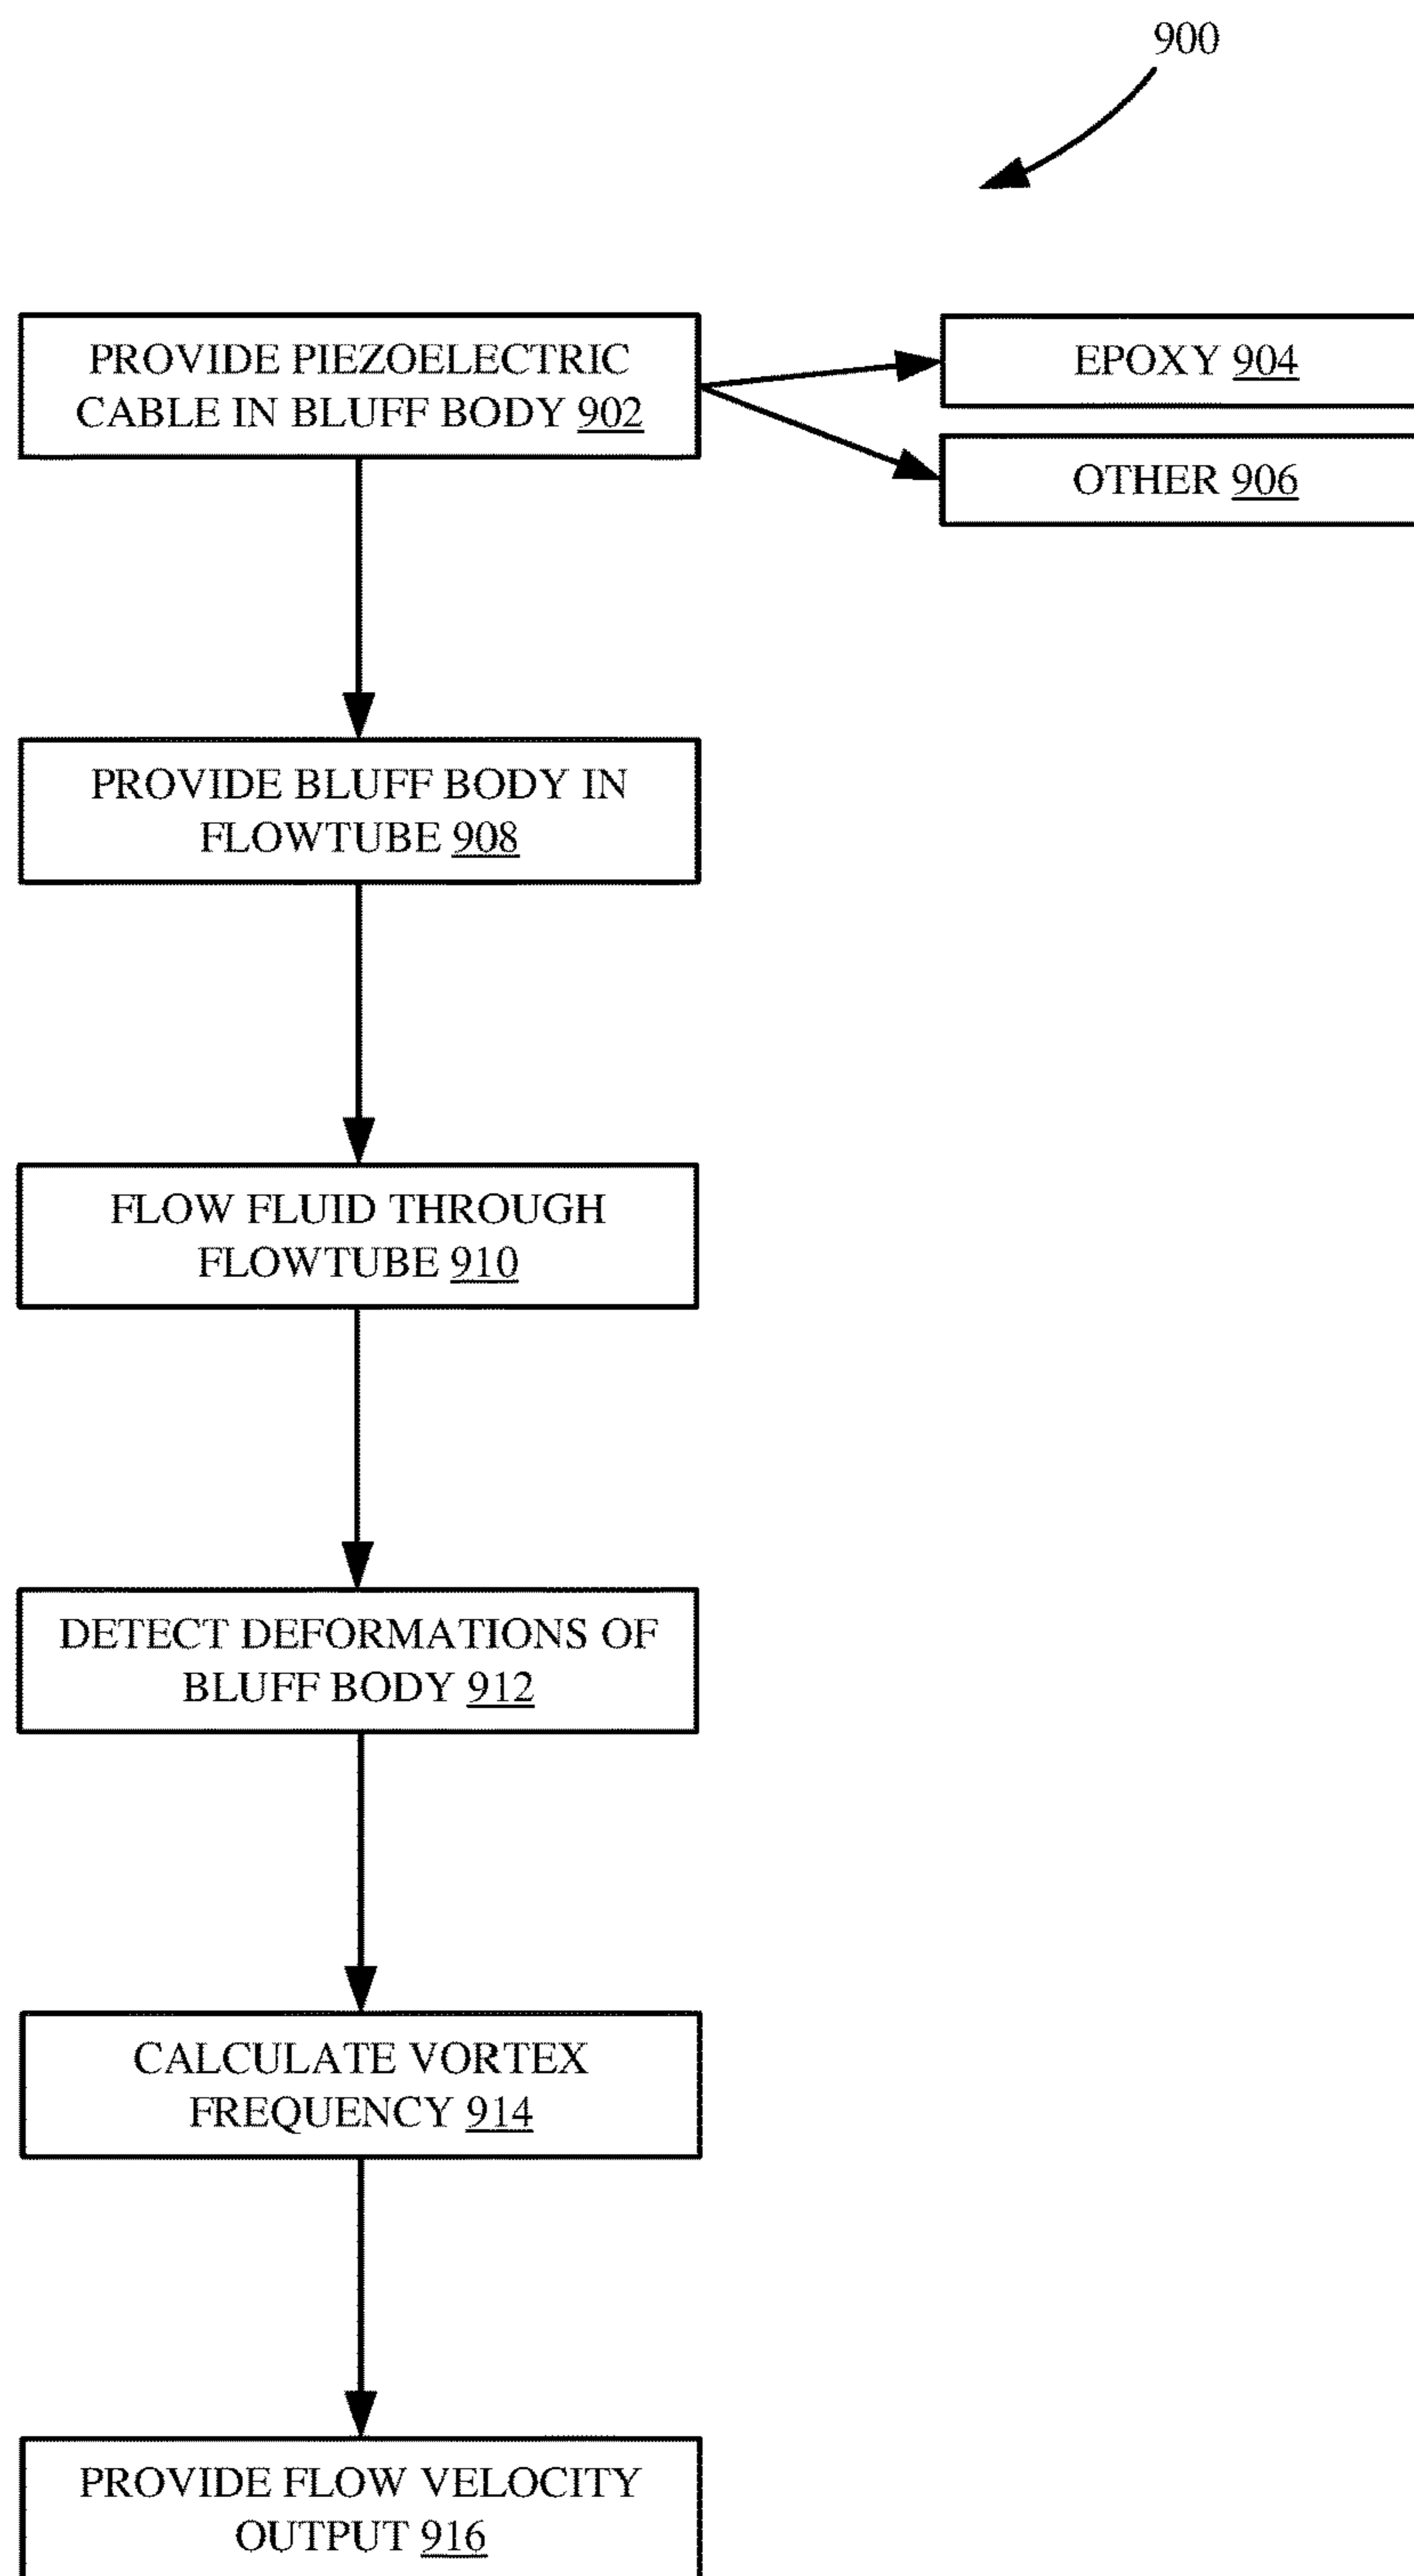 900
PROVIDE PIEZOELECTRIC
CABLE IN BLUFF BODY 902
EPOXY 904
OTHER 906
PROVIDE BLUFF BODY IN
FLOWTUBE 908
FLOW FLUID THROUGH
FLOWTUBE 910
DETECT DEFORMATIONS OF
BLUFF BODY 912
CALCULATE VORTEX
FREQUENCY 914
PROVIDE FLOW VELOCITY
OUTPUT 916